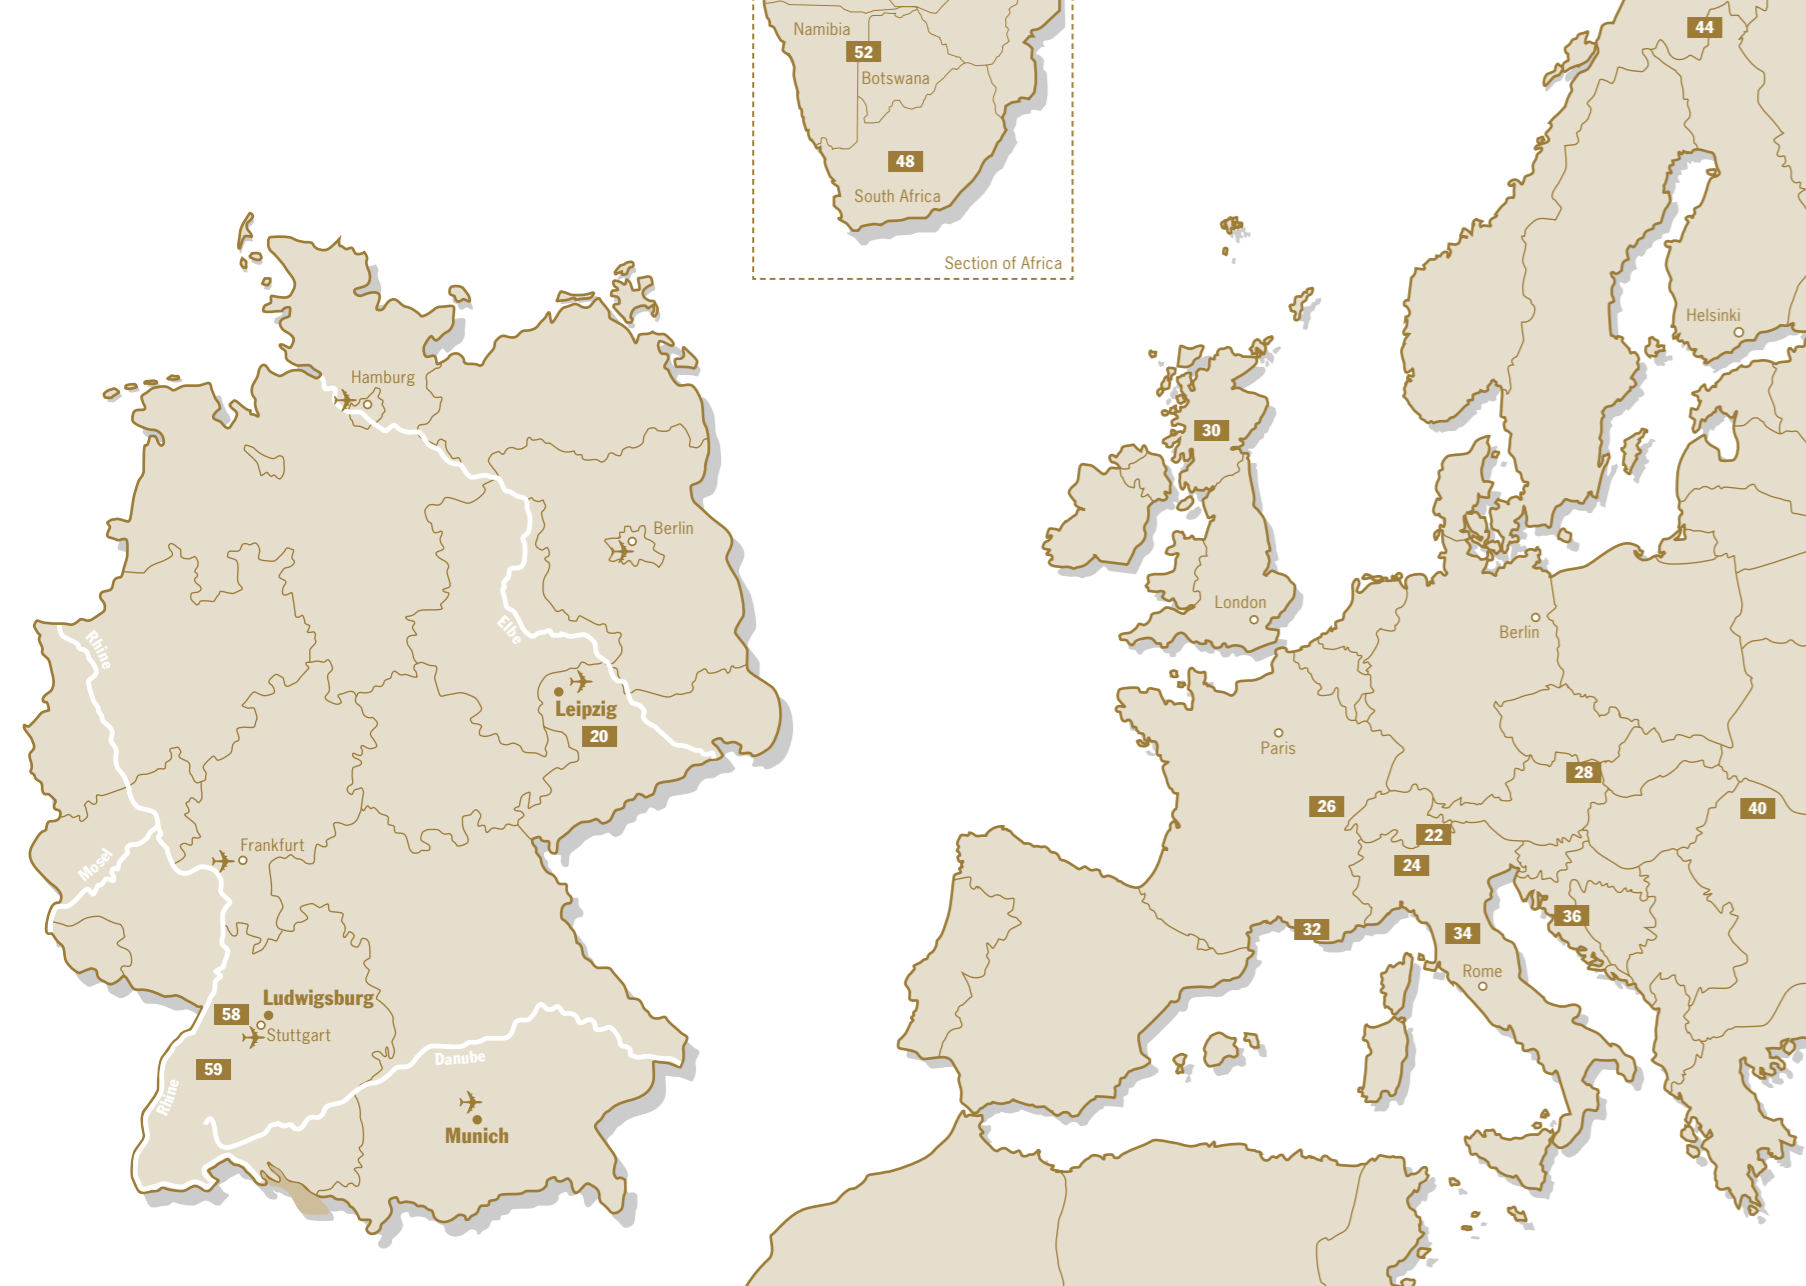 Namibia
52
Botswana
48
South Africa
Section of Africa
44
Helsinki
30
London
Berlin
Paris
28
26
40
22
24
36
32
34
Rome
Hamburg
Berlin
Rhine
Elbe
Leipzig
20
Frankfurt
Mosel
Ludwigsburg
58
Stuttgart
59
Danube
Rhine
Munich